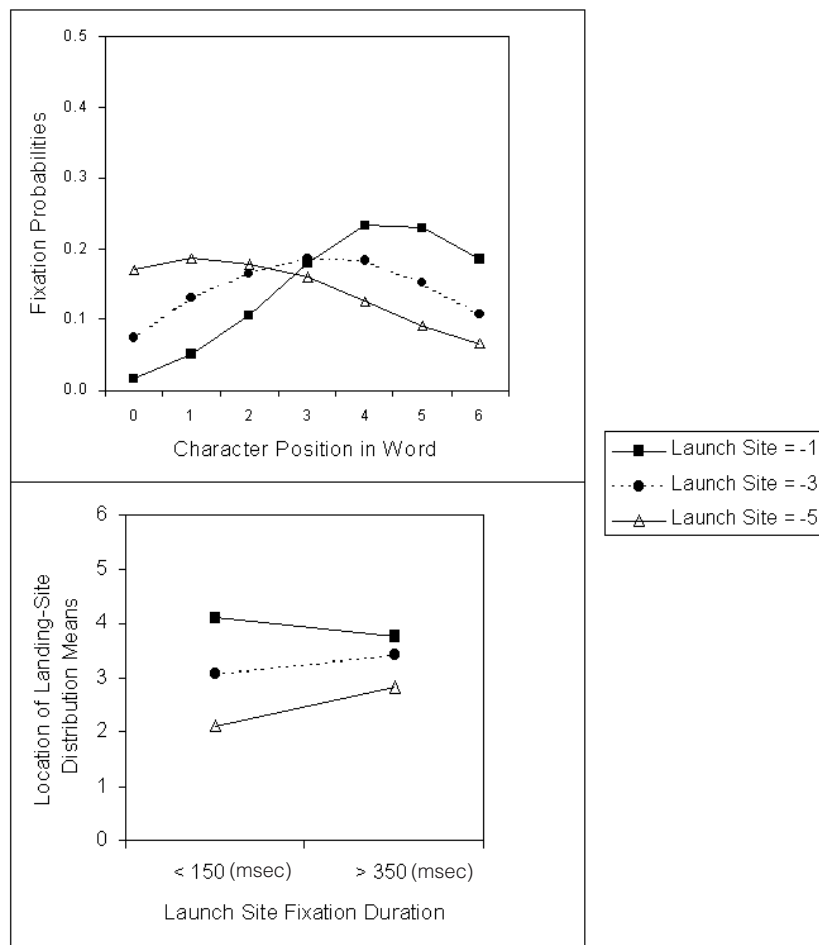 0.5
0.4
0.3
0.2
0.1
0.0
Fixation Probabilities
0 1 2 3 4 5 6
Character Position in Word
Launch Site = -1
Launch Site = -3
Launch Site = -5
6
5
4
3
2
1
0
Location of Landing-Site
Distribution Means
< 150 (msec) > 350 (msec)
Launch Site Fixation Duration